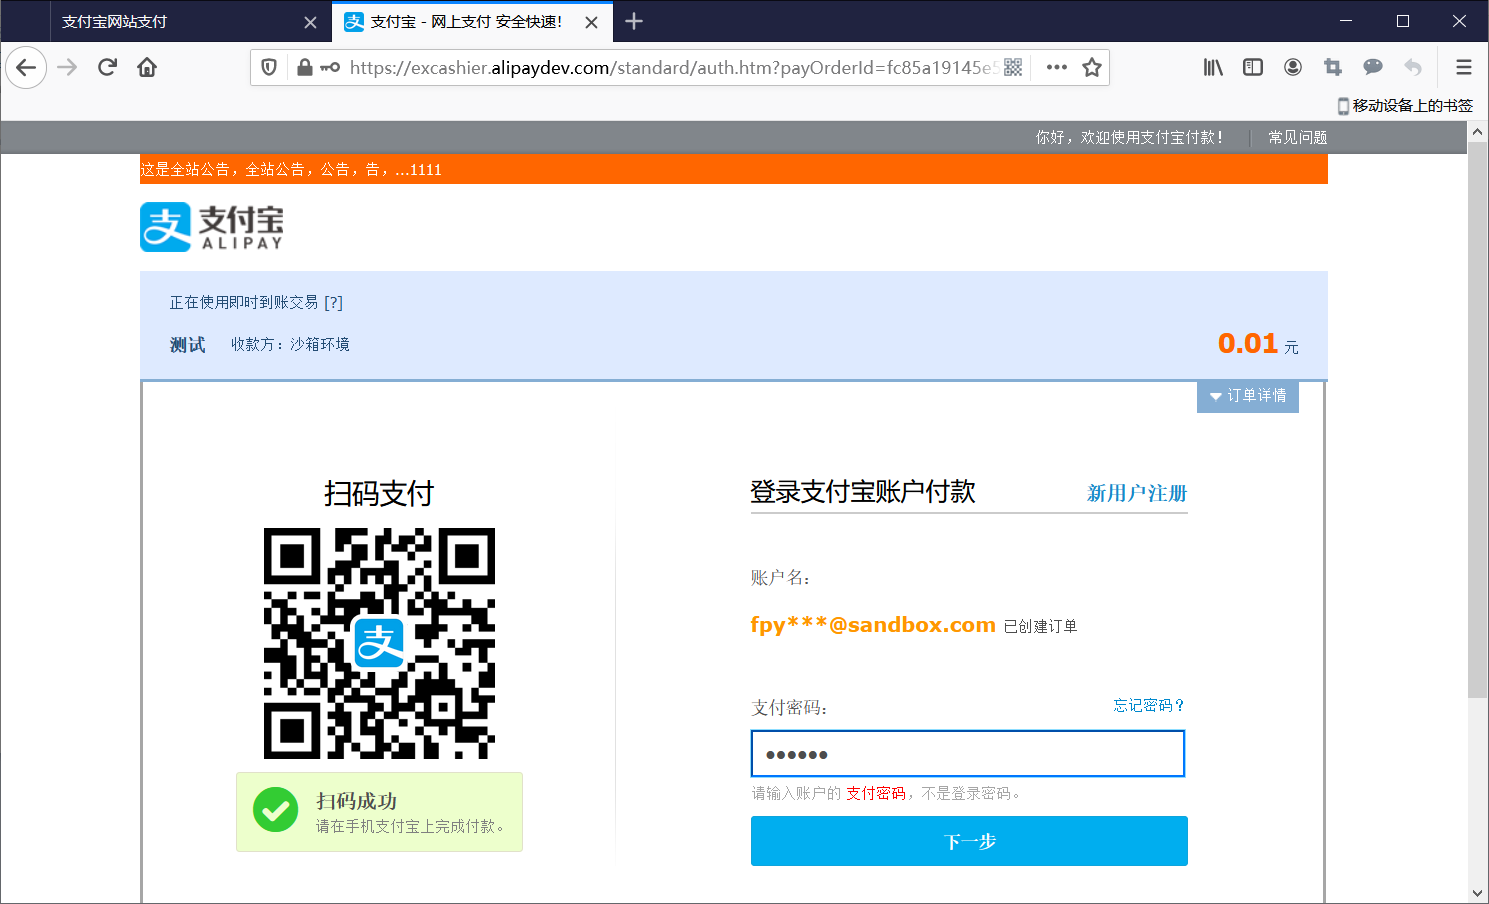 支付宝网站支付
支付宝 - 网上支付 安全快速！
https://excashier.alipaydev.com/standard/auth.htm?payOrderId=fc85a19145e5
移动设备上的书签
你好，欢迎使用支付宝付款！ 常见问题
这是全站公告，全站公告，公告，告，...1111
支 支付宝
ALIPAY
正在使用即时到账交易 [?]
测试 收款方：沙箱环境 0.01 元
订单详情
扫码支付
支
扫码成功
请在手机支付宝上完成付款。
登录支付宝账户付款 新用户注册
账户名：
fpy***@sandbox.com 已创建订单
支付密码： 忘记密码？
●●●●●●
请输入账户的 支付密码，不是登录密码。
下一步